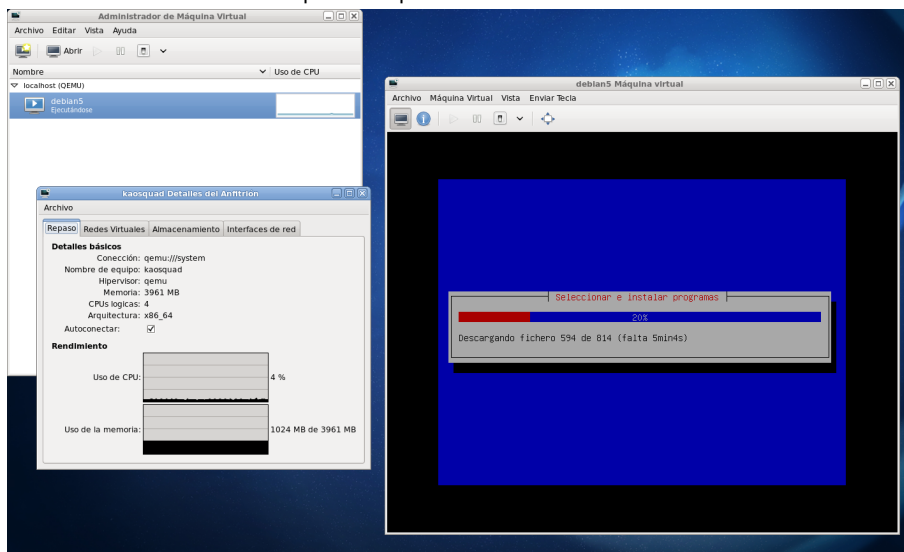 Administrador de Máquina Virtual
Archivo Editar Vista Ayuda
Abrir
Nombre Uso de CPU
localhost (QEMU)
debian5
Ejecutándose
kaosquad Detalles del Anfitrión
Archivo
Repaso Redes Virtuales Almacenamiento Interfaces de red
Detalles básicos
Conección: qemu:///system
Nombre de equipo: kaosquad
Hipervisor: qemu
Memoria: 3961 MB
CPUs logicas: 4
Arquitectura: x86_64
Autoconectar:
Rendimiento
Uso de CPU: 4 %
Uso de la memoria: 1024 MB de 3961 MB
debian5 Máquina virtual
Archivo Máquina Virtual Vista Enviar Tecla
Seleccionar e instalar programas
20%
Descargando fichero 594 de 814 (falta 5min4s)